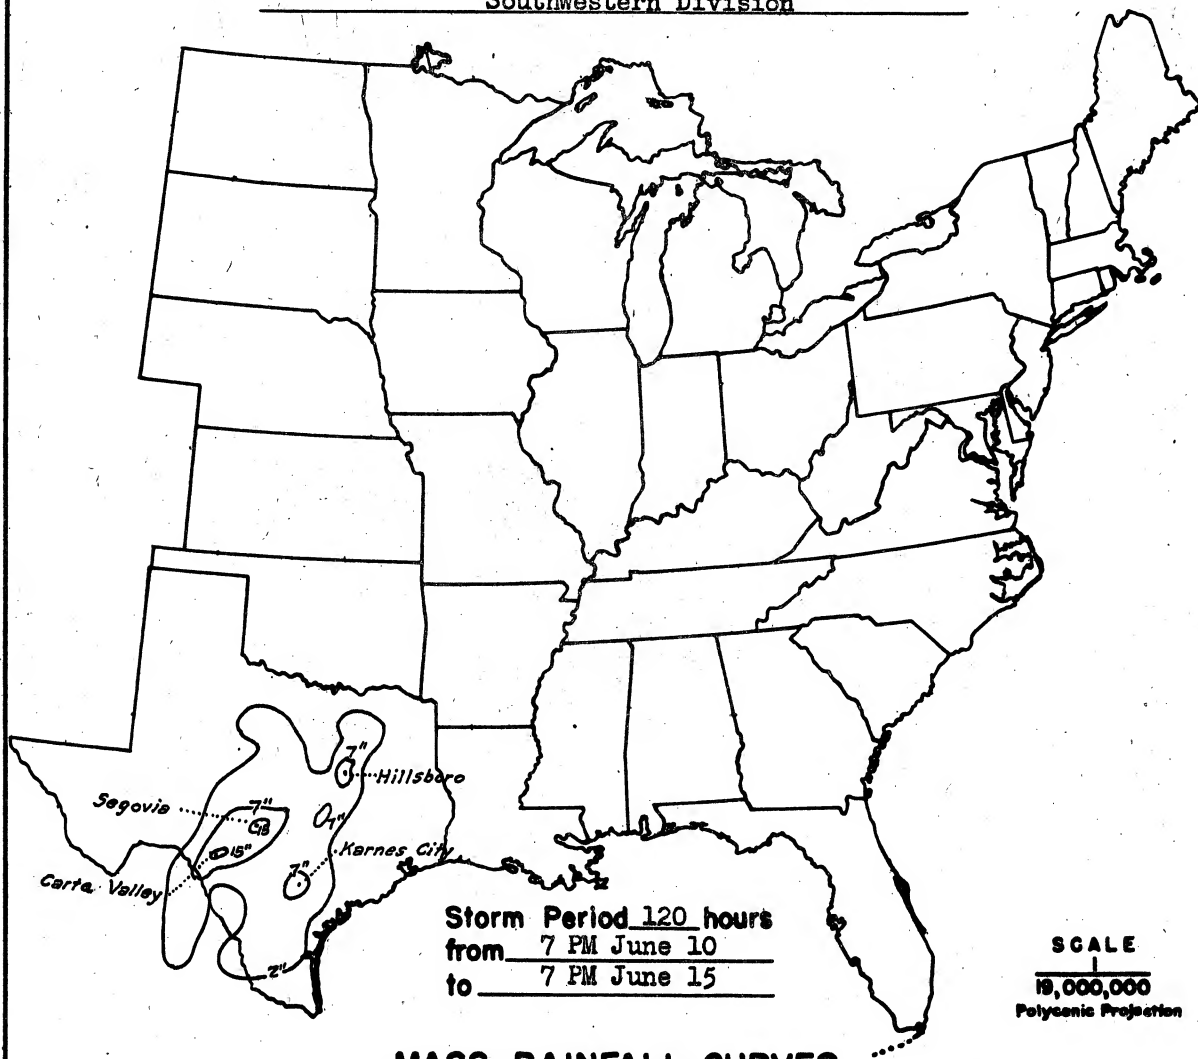 Southwestern Division
7"
Hillsboro
Segovia
7"
15
7"
15"
Karnes City
7"
Carta Valley
2"
Storm Period 120 hours
from 7 PM June 10
to 7 PM June 15
SCALE
1
19,000,000
Polyconic Projection
MASS RAINFALL CURVES